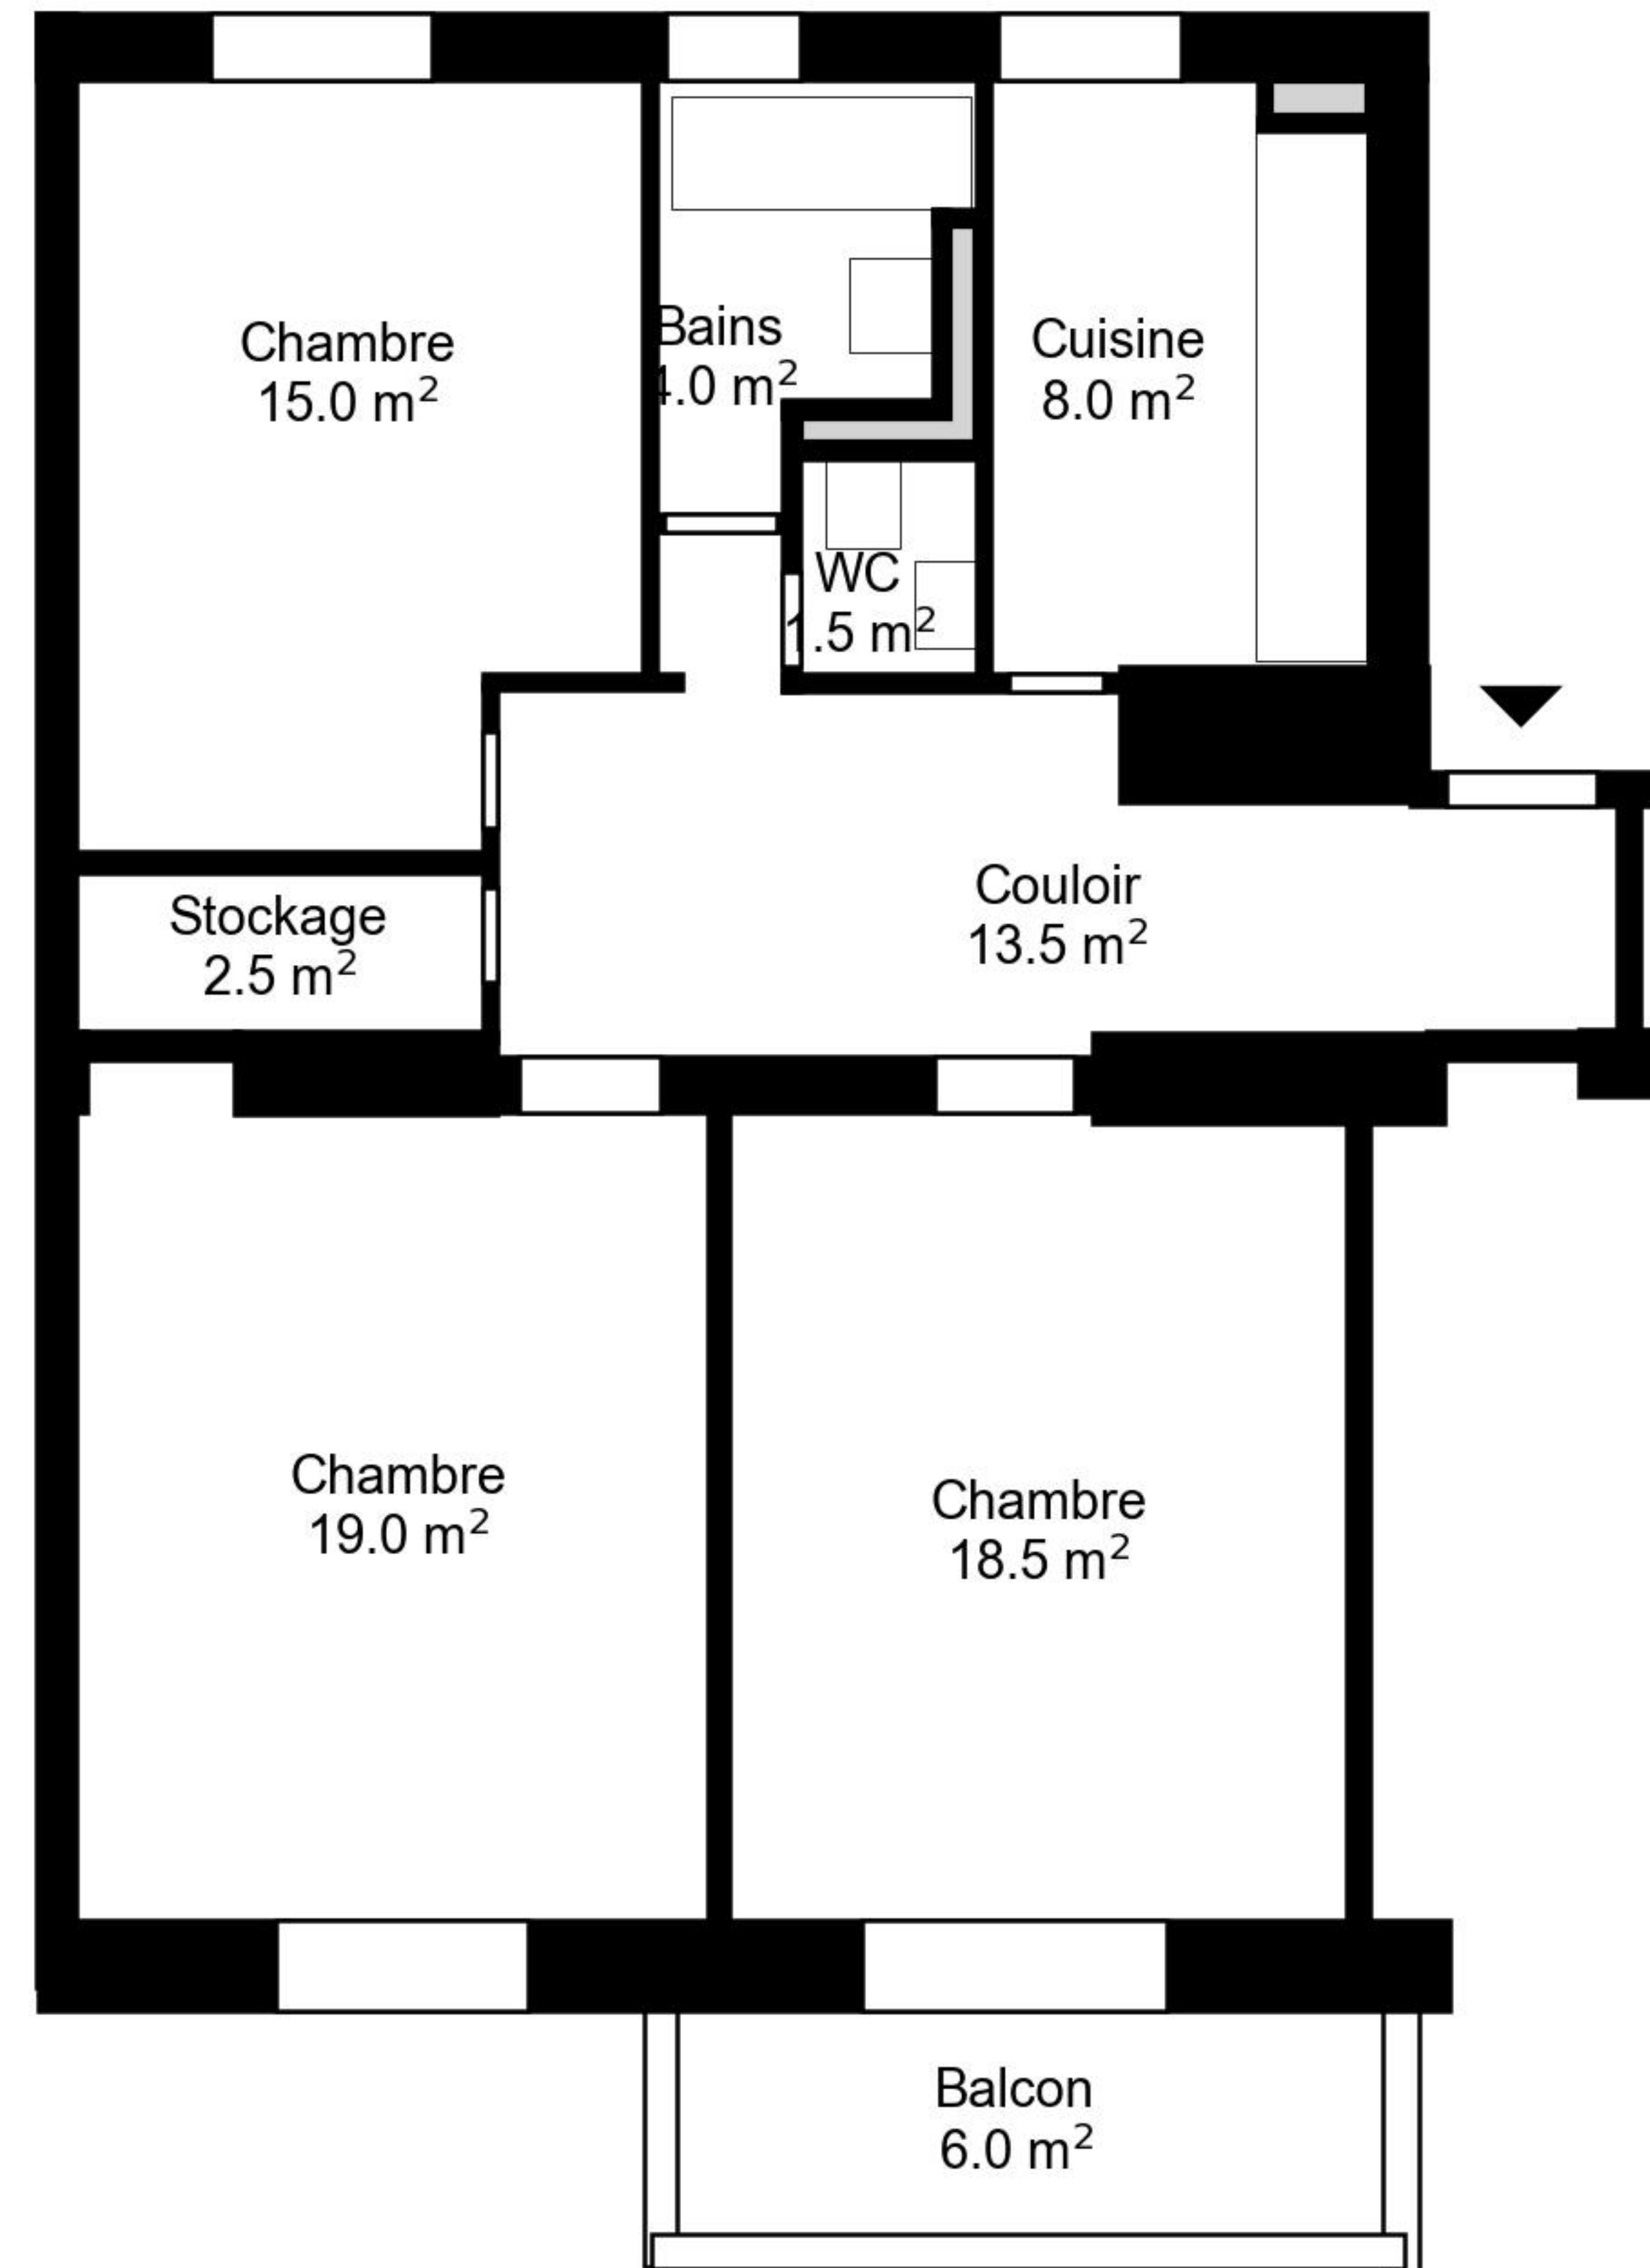 Chambre
15.0 m²
Bains
4.0 m²
Cuisine
8.0 m²
WC
1.5 m²
Stockage
2.5 m²
Couloir
13.5 m²
Chambre
19.0 m²
Chambre
18.5 m²
Balcon
6.0 m²